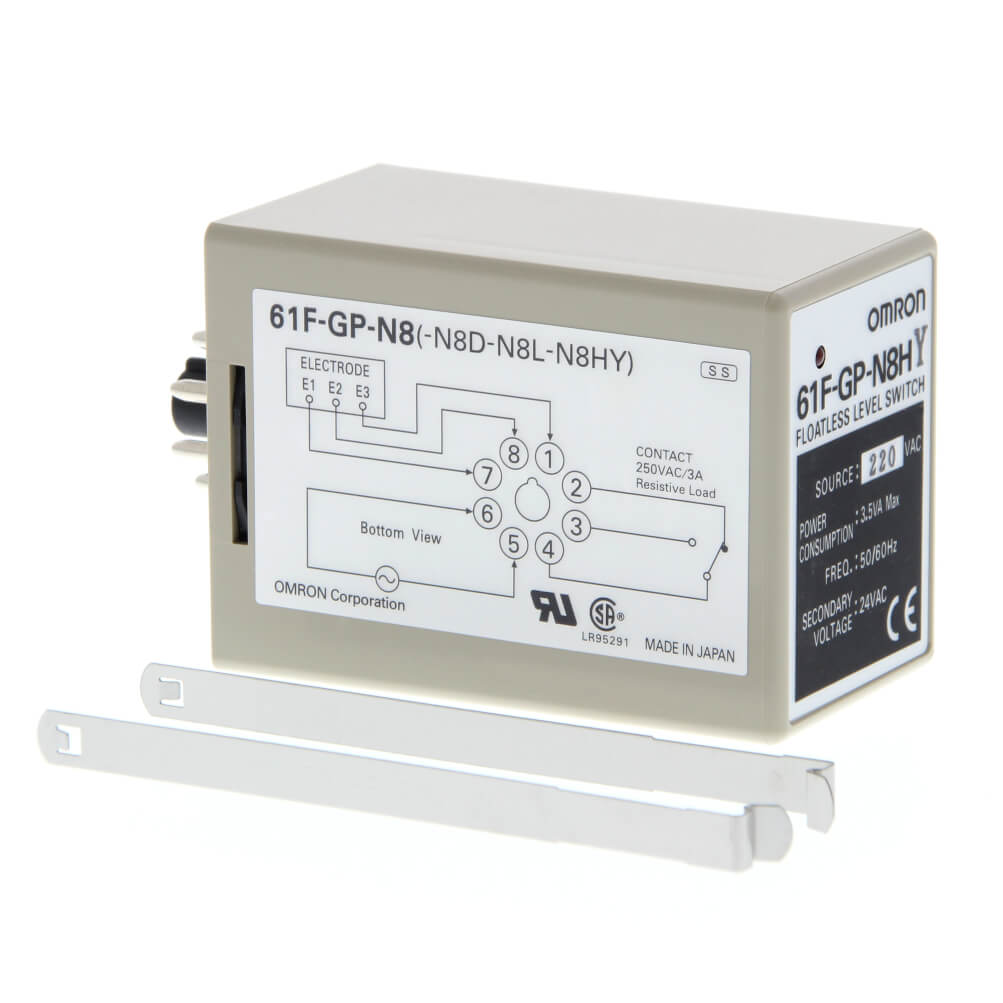 61F-GP-N8(-N8D-N8L-N8HY)
SS
ELECTRODE
E1 E2 E3
8 1
7 2
6 3
5 4
CONTACT
250VAC/3A
Resistive Load
Bottom View
OMRON Corporation
LR95291
MADE IN JAPAN
OMRON
61F-GP-N8HY
FLOATLESS LEVEL SWITCH
SOURCE: 220 VAC
POWER CONSUMPTION : 3.5VA Max
FREQ.: 50/60Hz
SECONDARY VOLTAGE : 24VAC
CE
RU
SA®